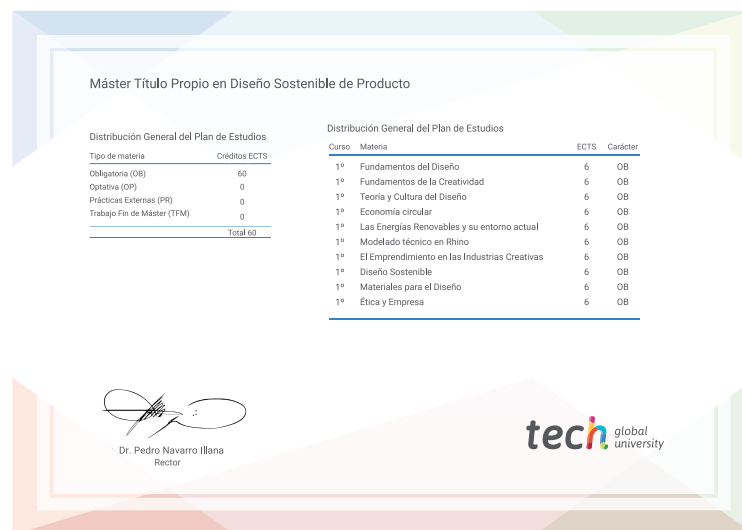 Máster Título Propio en Diseño Sostenible de Producto
Distribución General del Plan de Estudios
Tipo de materia Créditos ECTS
Obligatoria (OB) 60
Optativa (OP) 0
Prácticas Externas (PR) 0
Trabajo Fin de Máster (TFM) 0
Total 60
Distribución General del Plan de Estudios
Curso Materia ECTS Carácter
1º Fundamentos del Diseño 6 OB
1º Fundamentos de la Creatividad 6 OB
1º Teoría y Cultura del Diseño 6 OB
1º Economía circular 6 OB
1º Las Energías Renovables y su entorno actual 6 OB
1º Modelado técnico en Rhino 6 OB
1º El Emprendimiento en las Industrias Creativas 6 OB
1º Diseño Sostenible 6 OB
1º Materiales para el Diseño 6 OB
1º Ética y Empresa 6 OB
Dr. Pedro Navarro Illana
Rector
tech global
university